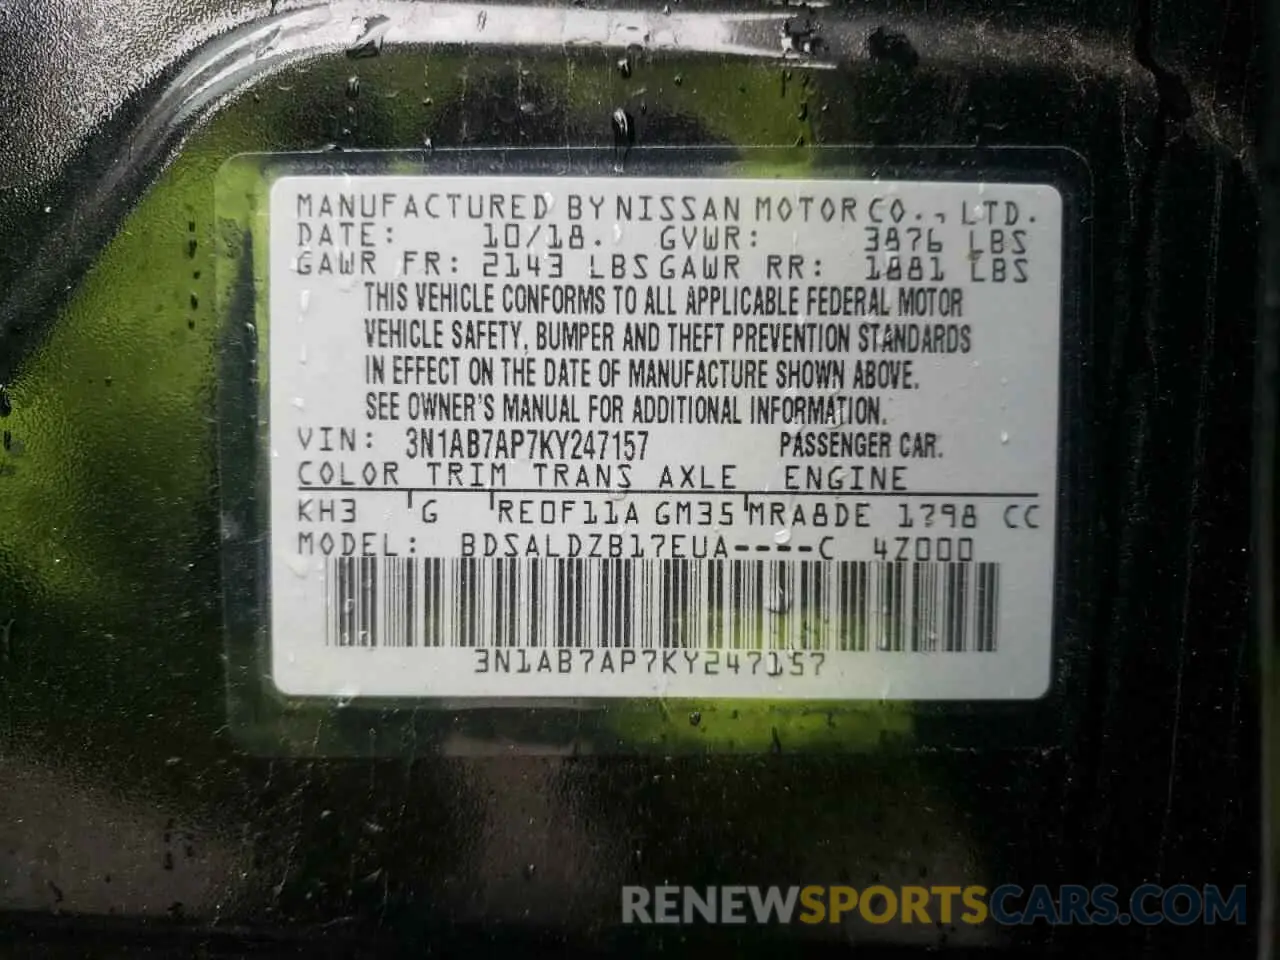 MANUFACTURED BY NISSAN MOTOR CO., LTD.
DATE: 10/18. GVWR: 3876 LBS
GAWR FR: 2143 LBS GAWR RR: 1881 LBS
THIS VEHICLE CONFORMS TO ALL APPLICABLE FEDERAL MOTOR
VEHICLE SAFETY, BUMPER AND THEFT PREVENTION STANDARDS
IN EFFECT ON THE DATE OF MANUFACTURE SHOWN ABOVE.
SEE OWNER'S MANUAL FOR ADDITIONAL INFORMATION.
VIN: 3N1AB7AP7KY247157 PASSENGER CAR.
COLOR TRIM TRANS AXLE ENGINE
KH3 G RE0F11A GM35 MRA8DE 1798 CC
MODEL: BDSALDZB17EUA----C 4Z000
3N1AB7AP7KY247157
RENEWSPORTSCARS.COM